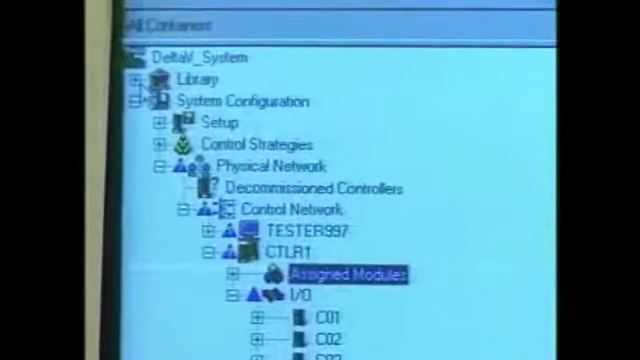 All Containers
DeltaV_System
Library
System Configuration
Setup
Control Strategies
Physical Network
Decommissioned Controllers
Control Network
TESTER997
CTLR1
Assigned Modules
I/O
C01
C02